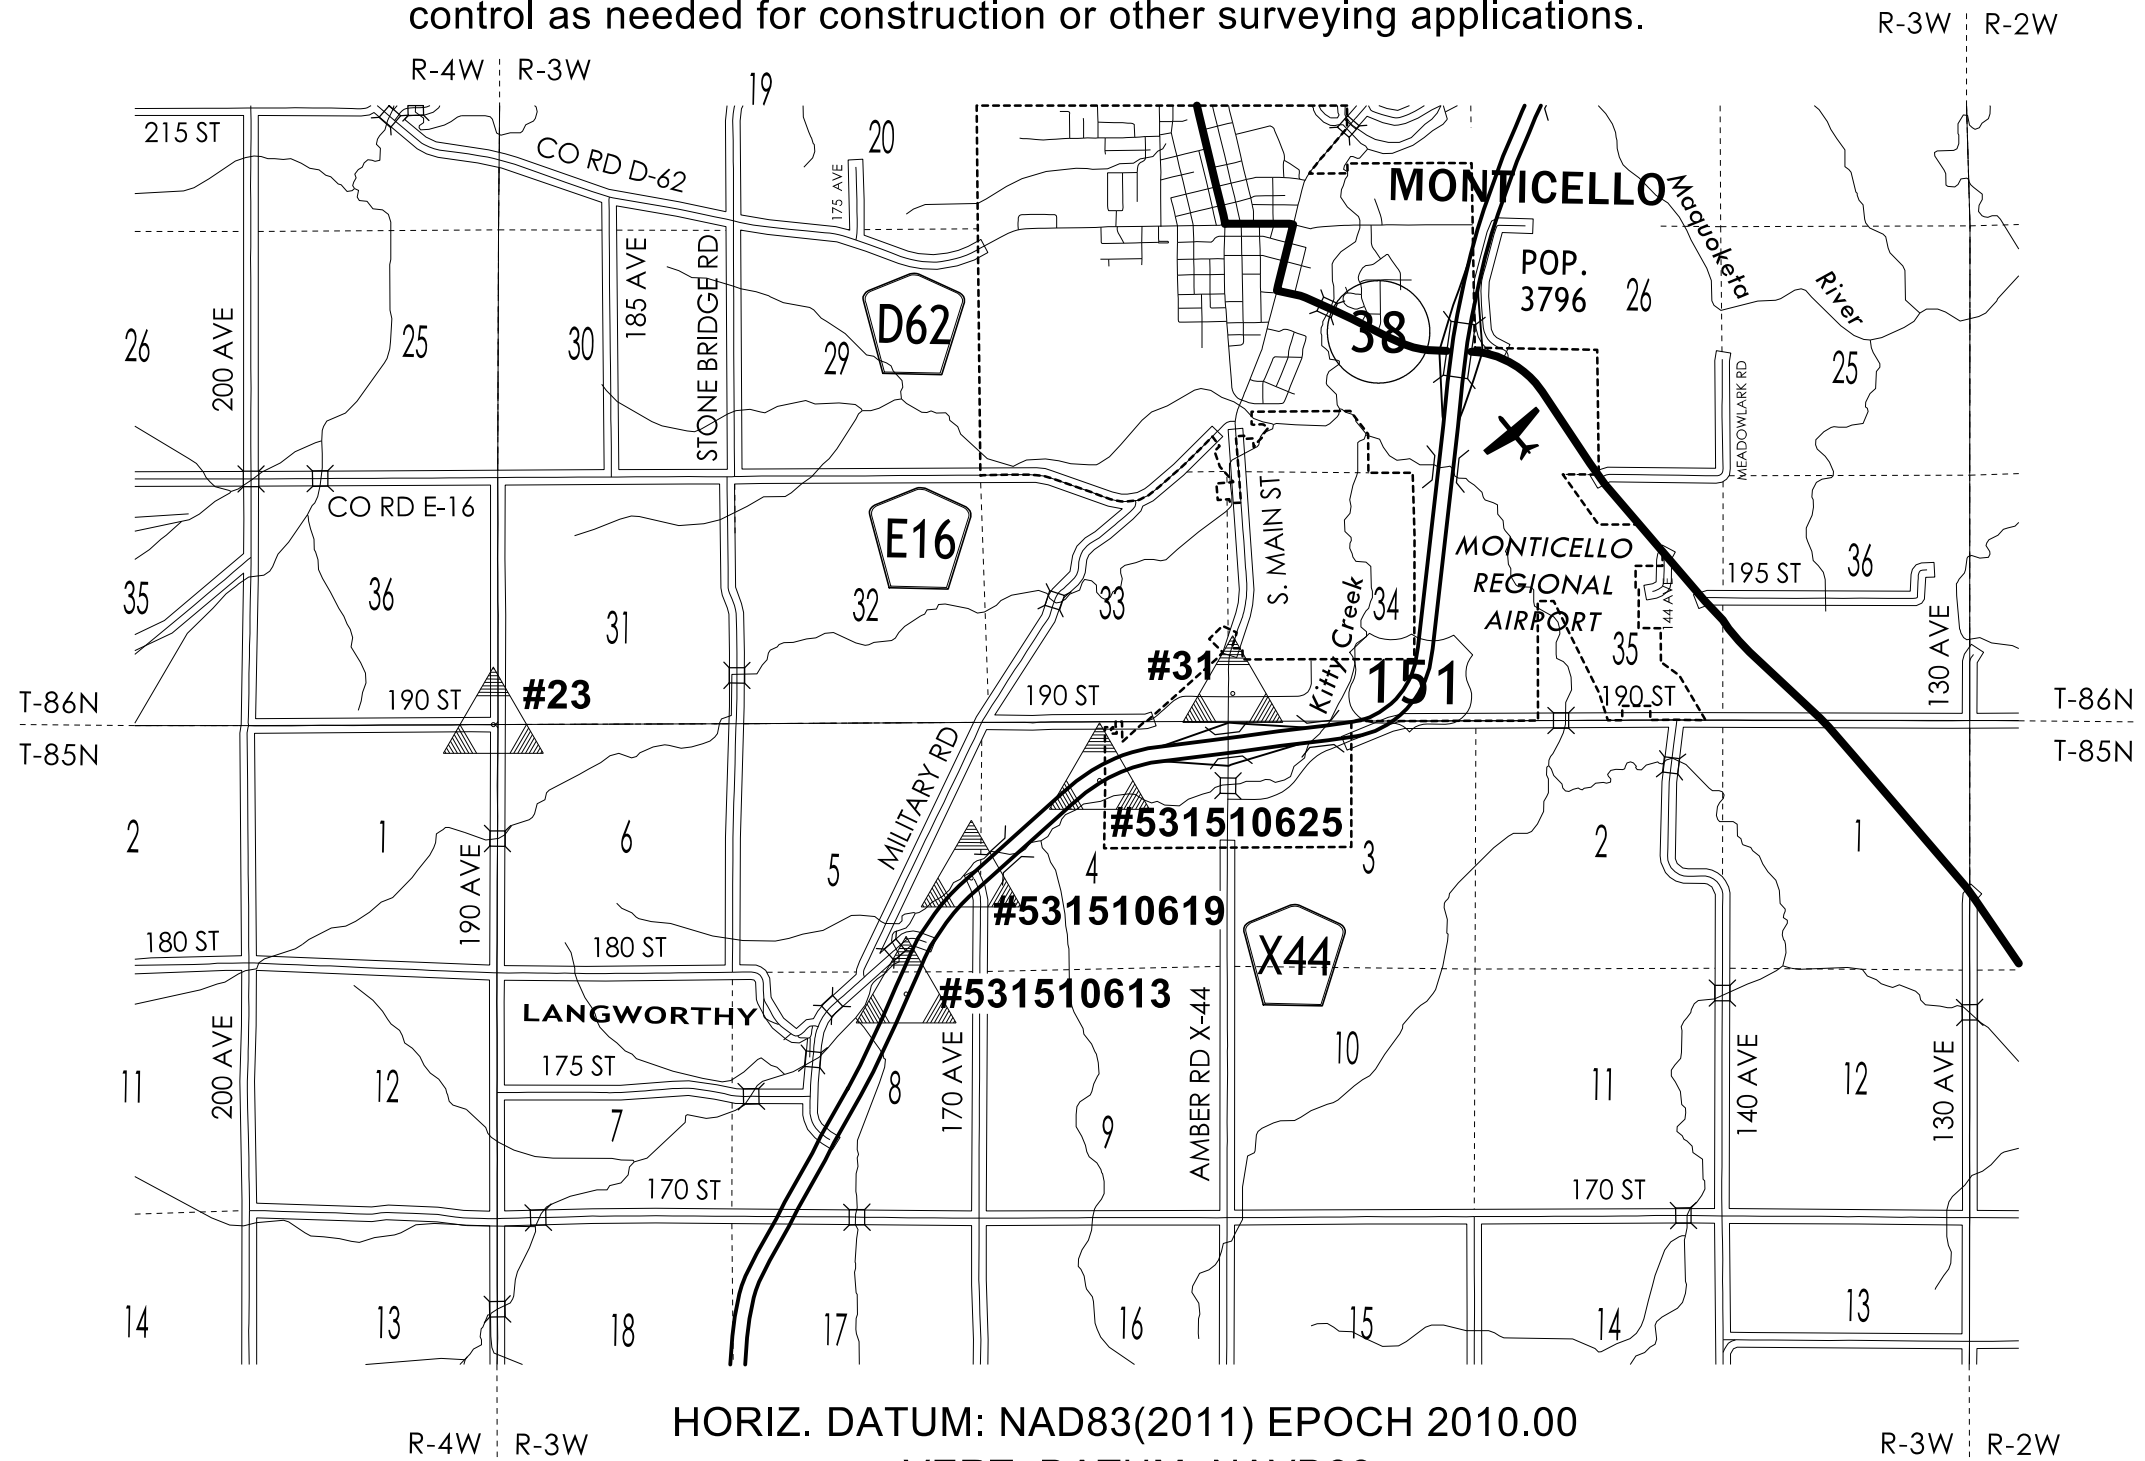 control as needed for construction or other surveying applications.
R-3W R-2W
R-4W R-3W
19
215 ST
CO RD D-62
20
175 AVE
MONTICELLO
Maquoketa
River
POP.
3796
26
200 AVE
25
30
185 AVE
STONE BRIDGE RD
29
D62
38
26
25
MEADOWLARK RD
CO RD E-16
E16
S. MAIN ST
MONTICELLO
REGIONAL
AIRPORT
195 ST
36
35
36
31
32
33
Kitty Creek
34
144 AVE
35
130 AVE
T-86N
190 ST
#23
190 ST
#31
151
190 ST
T-86N
T-85N
T-85N
MILITARY RD
#531510625
2
1
190 AVE
6
5
4
3
2
1
#531510619
180 ST
180 ST
X44
#531510613
LANGWORTHY
175 ST
200 AVE
11
12
7
8
170 AVE
9
AMBER RD X-44
10
11
140 AVE
12
130 AVE
170 ST
170 ST
14
13
18
17
16
15
14
13
HORIZ. DATUM: NAD83(2011) EPOCH 2010.00
R-4W R-3W
R-3W R-2W